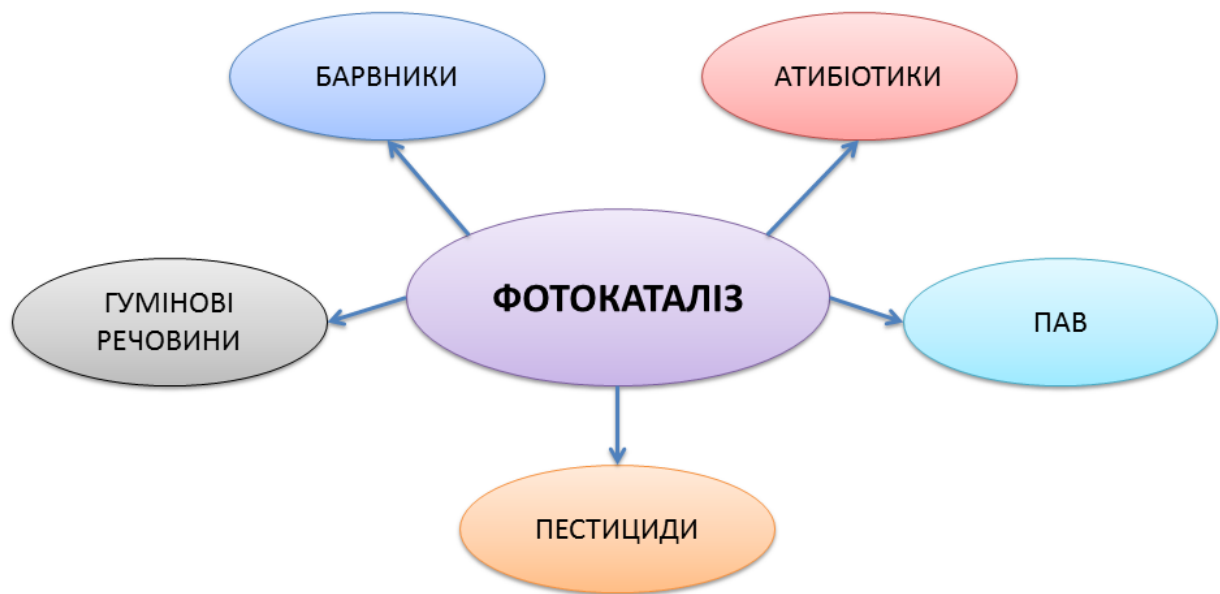 БАРВНИКИ
АТИБІОТИКИ
ФОТОКАТАЛІЗ
ГУМІНОВІ
РЕЧОВИНИ
ПАВ
ПЕСТИЦИДИ